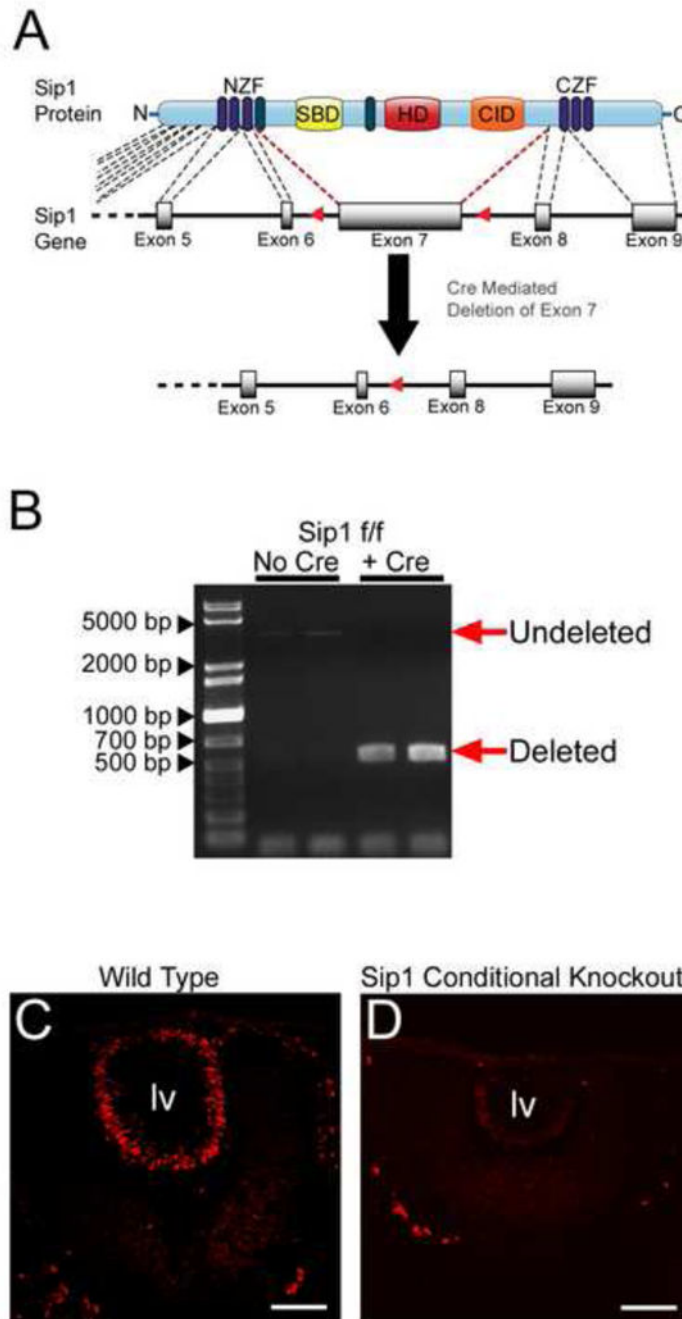 A
Sip1
Protein
N
NZF
SBD
HD
CID
CZF
C
Sip1
Gene
Exon 5
Exon 6
Exon 7
Exon 8
Exon 9
Cre Mediated
Deletion of Exon 7
Exon 5
Exon 6
Exon 8
Exon 9
B
Sip1 f/f
No Cre + Cre
5000 bp
2000 bp
1000 bp
700 bp
500 bp
Undeleted
Deleted
Wild Type
Sip1 Conditional Knockout
C
lv
D
lv